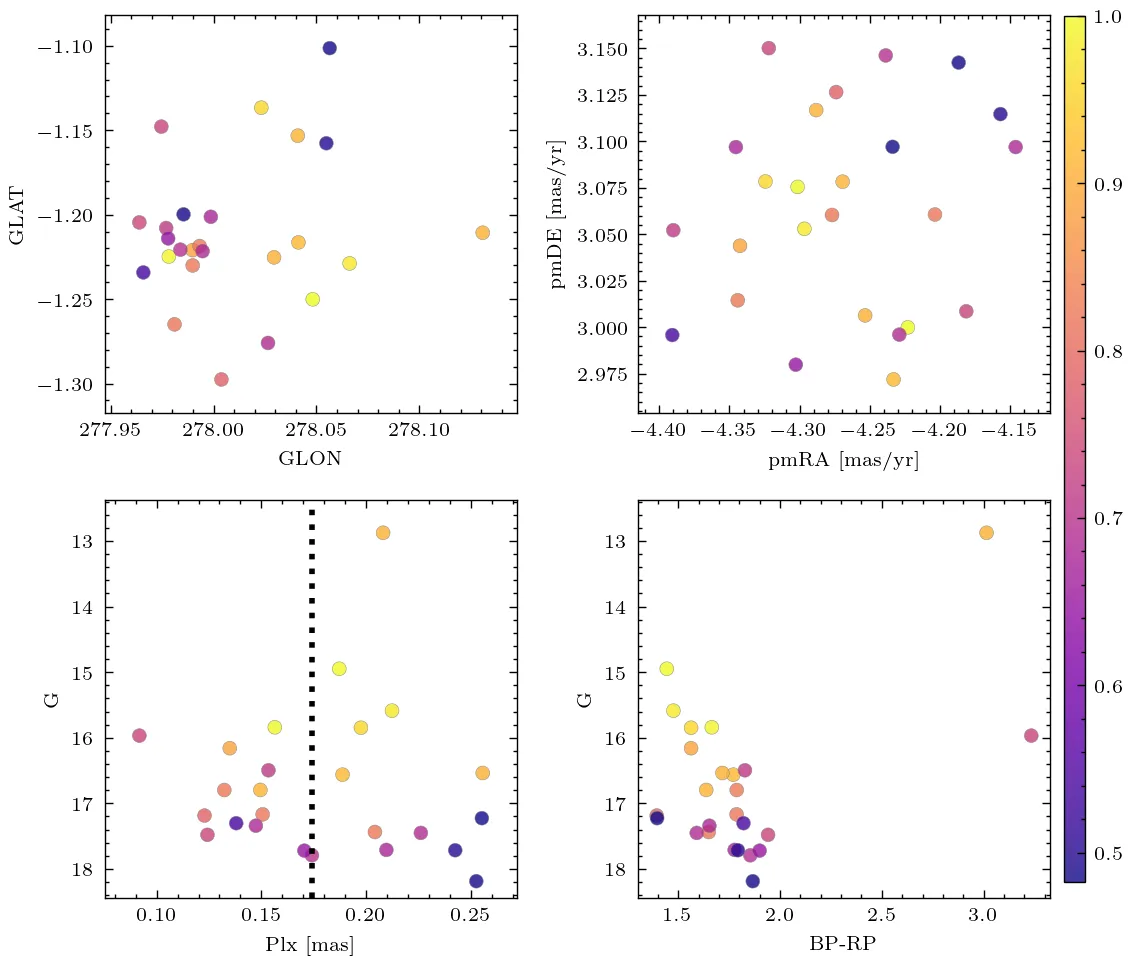 −1.10
−1.15
−1.20
−1.25
−1.30
GLAT
277.95 278.00 278.05 278.10
GLON
3.150
3.125
3.100
3.075
3.050
3.025
3.000
2.975
pmDE [mas/yr]
−4.40 −4.35 −4.30 −4.25 −4.20 −4.15
pmRA [mas/yr]
13
14
15
16
17
18
G
0.10 0.15 0.20 0.25
Plx [mas]
13
14
15
16
17
18
G
1.5 2.0 2.5 3.0
BP-RP
1.0
0.9
0.8
0.7
0.6
0.5